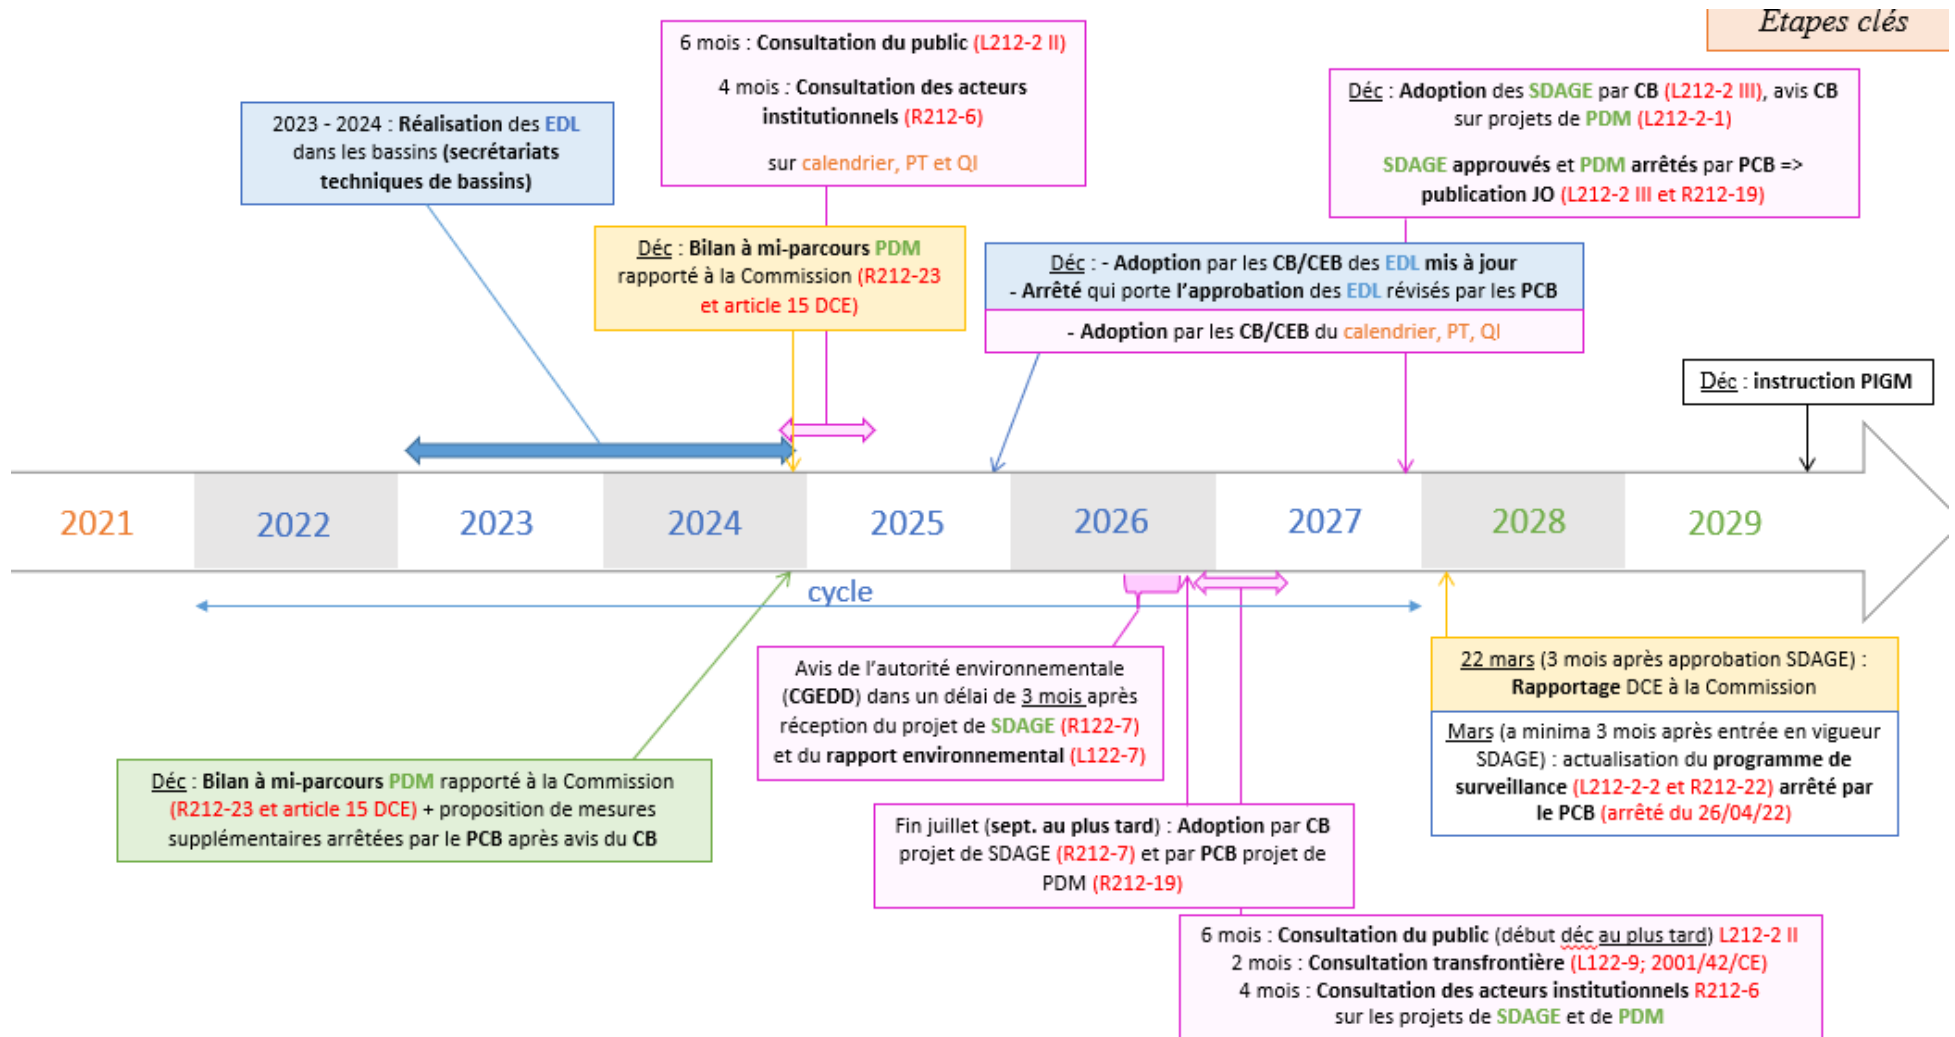 Etapes clés
6 mois : Consultation du public (L212-2 II)
4 mois : Consultation des acteurs
institutionnels (R212-6)
sur calendrier, PT et QI
2023 - 2024 : Réalisation des EDL
dans les bassins (secrétariats
techniques de bassins)
Déc : Adoption des SDAGE par CB (L212-2 III), avis CB
sur projets de PDM (L212-2-1)
SDAGE approuvés et PDM arrêtés par PCB =>
publication JO (L212-2 III et R212-19)
Déc : Bilan à mi-parcours PDM
rapporté à la Commission (R212-23
et article 15 DCE)
Déc : - Adoption par les CB/CEB des EDL mis à jour
- Arrêté qui porte l'approbation des EDL révisés par les PCB
- Adoption par les CB/CEB du calendrier, PT, QI
Déc : instruction PIGM
2021 2022 2023 2024 2025 2026 2027 2028 2029
cycle
Avis de l'autorité environnementale
(CGEDD) dans un délai de 3 mois après
réception du projet de SDAGE (R122-7)
et du rapport environnemental (L122-7)
22 mars (3 mois après approbation SDAGE) :
Rapportage DCE à la Commission
Mars (a minima 3 mois après entrée en vigueur
SDAGE) : actualisation du programme de
surveillance (L212-2-2 et R212-22) arrêté par
le PCB (arrêté du 26/04/22)
Déc : Bilan à mi-parcours PDM rapporté à la Commission
(R212-23 et article 15 DCE) + proposition de mesures
supplémentaires arrêtées par le PCB après avis du CB
Fin juillet (sept. au plus tard) : Adoption par CB
projet de SDAGE (R212-7) et par PCB projet de
PDM (R212-19)
6 mois : Consultation du public (début déc au plus tard) L212-2 II
2 mois : Consultation transfrontière (L122-9; 2001/42/CE)
4 mois : Consultation des acteurs institutionnels R212-6
sur les projets de SDAGE et de PDM